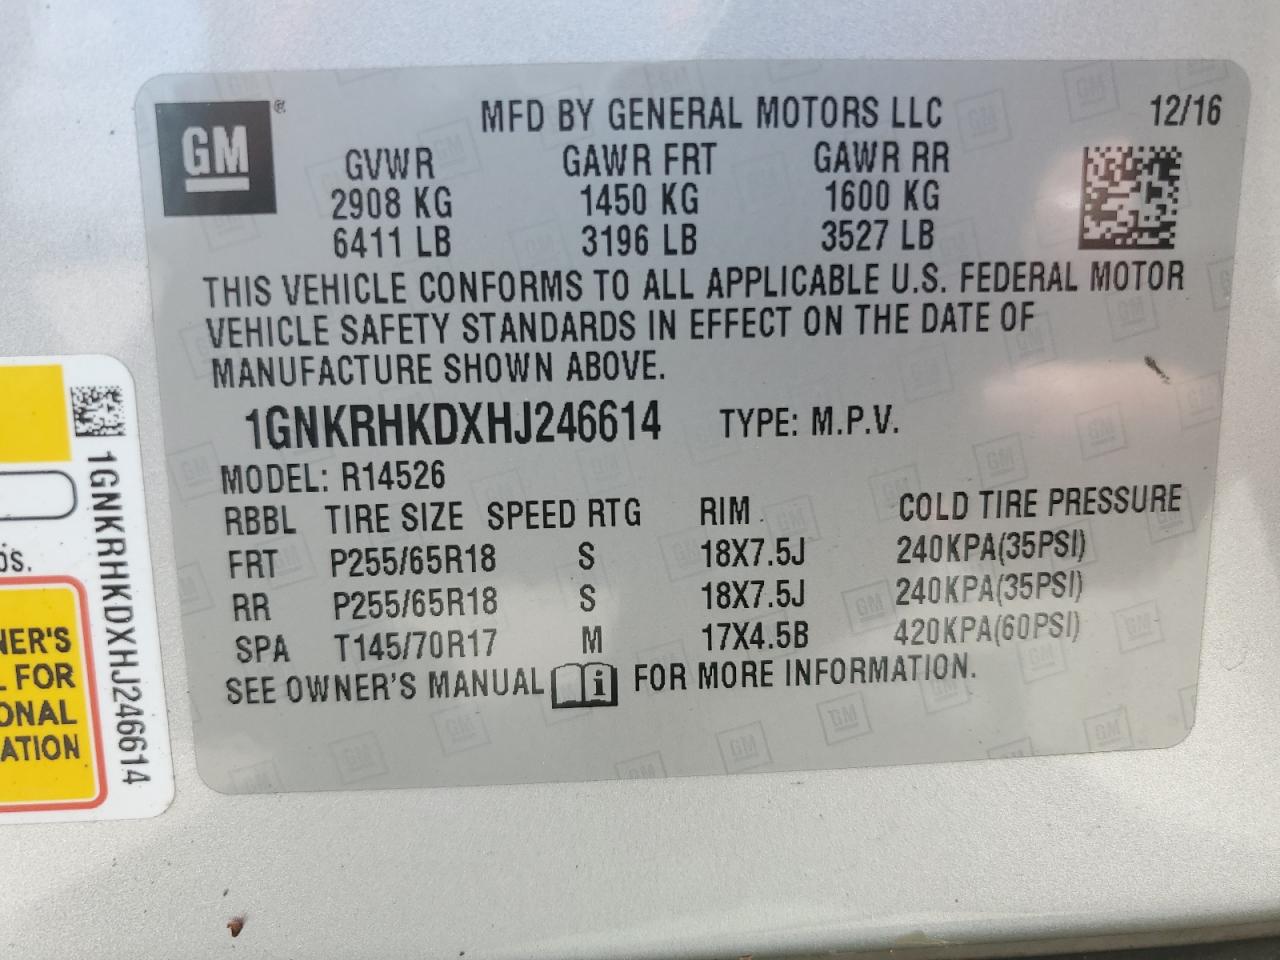 GM ®
MFD BY GENERAL MOTORS LLC 12/16
GVWR GAWR FRT GAWR RR
2908 KG 1450 KG 1600 KG
6411 LB 3196 LB 3527 LB
THIS VEHICLE CONFORMS TO ALL APPLICABLE U.S. FEDERAL MOTOR
VEHICLE SAFETY STANDARDS IN EFFECT ON THE DATE OF
MANUFACTURE SHOWN ABOVE.
1GNKRHKDXHJ246614 TYPE: M.P.V.
MODEL: R14526
RBBL TIRE SIZE SPEED RTG RIM COLD TIRE PRESSURE
FRT P255/65R18 S 18X7.5J 240KPA(35PSI)
RR P255/65R18 S 18X7.5J 240KPA(35PSI)
SPA T145/70R17 M 17X4.5B 420KPA(60PSI)
SEE OWNER'S MANUAL i FOR MORE INFORMATION.
1GNKRHKDXHJ246614
NER'S
FOR
ONAL
ATION